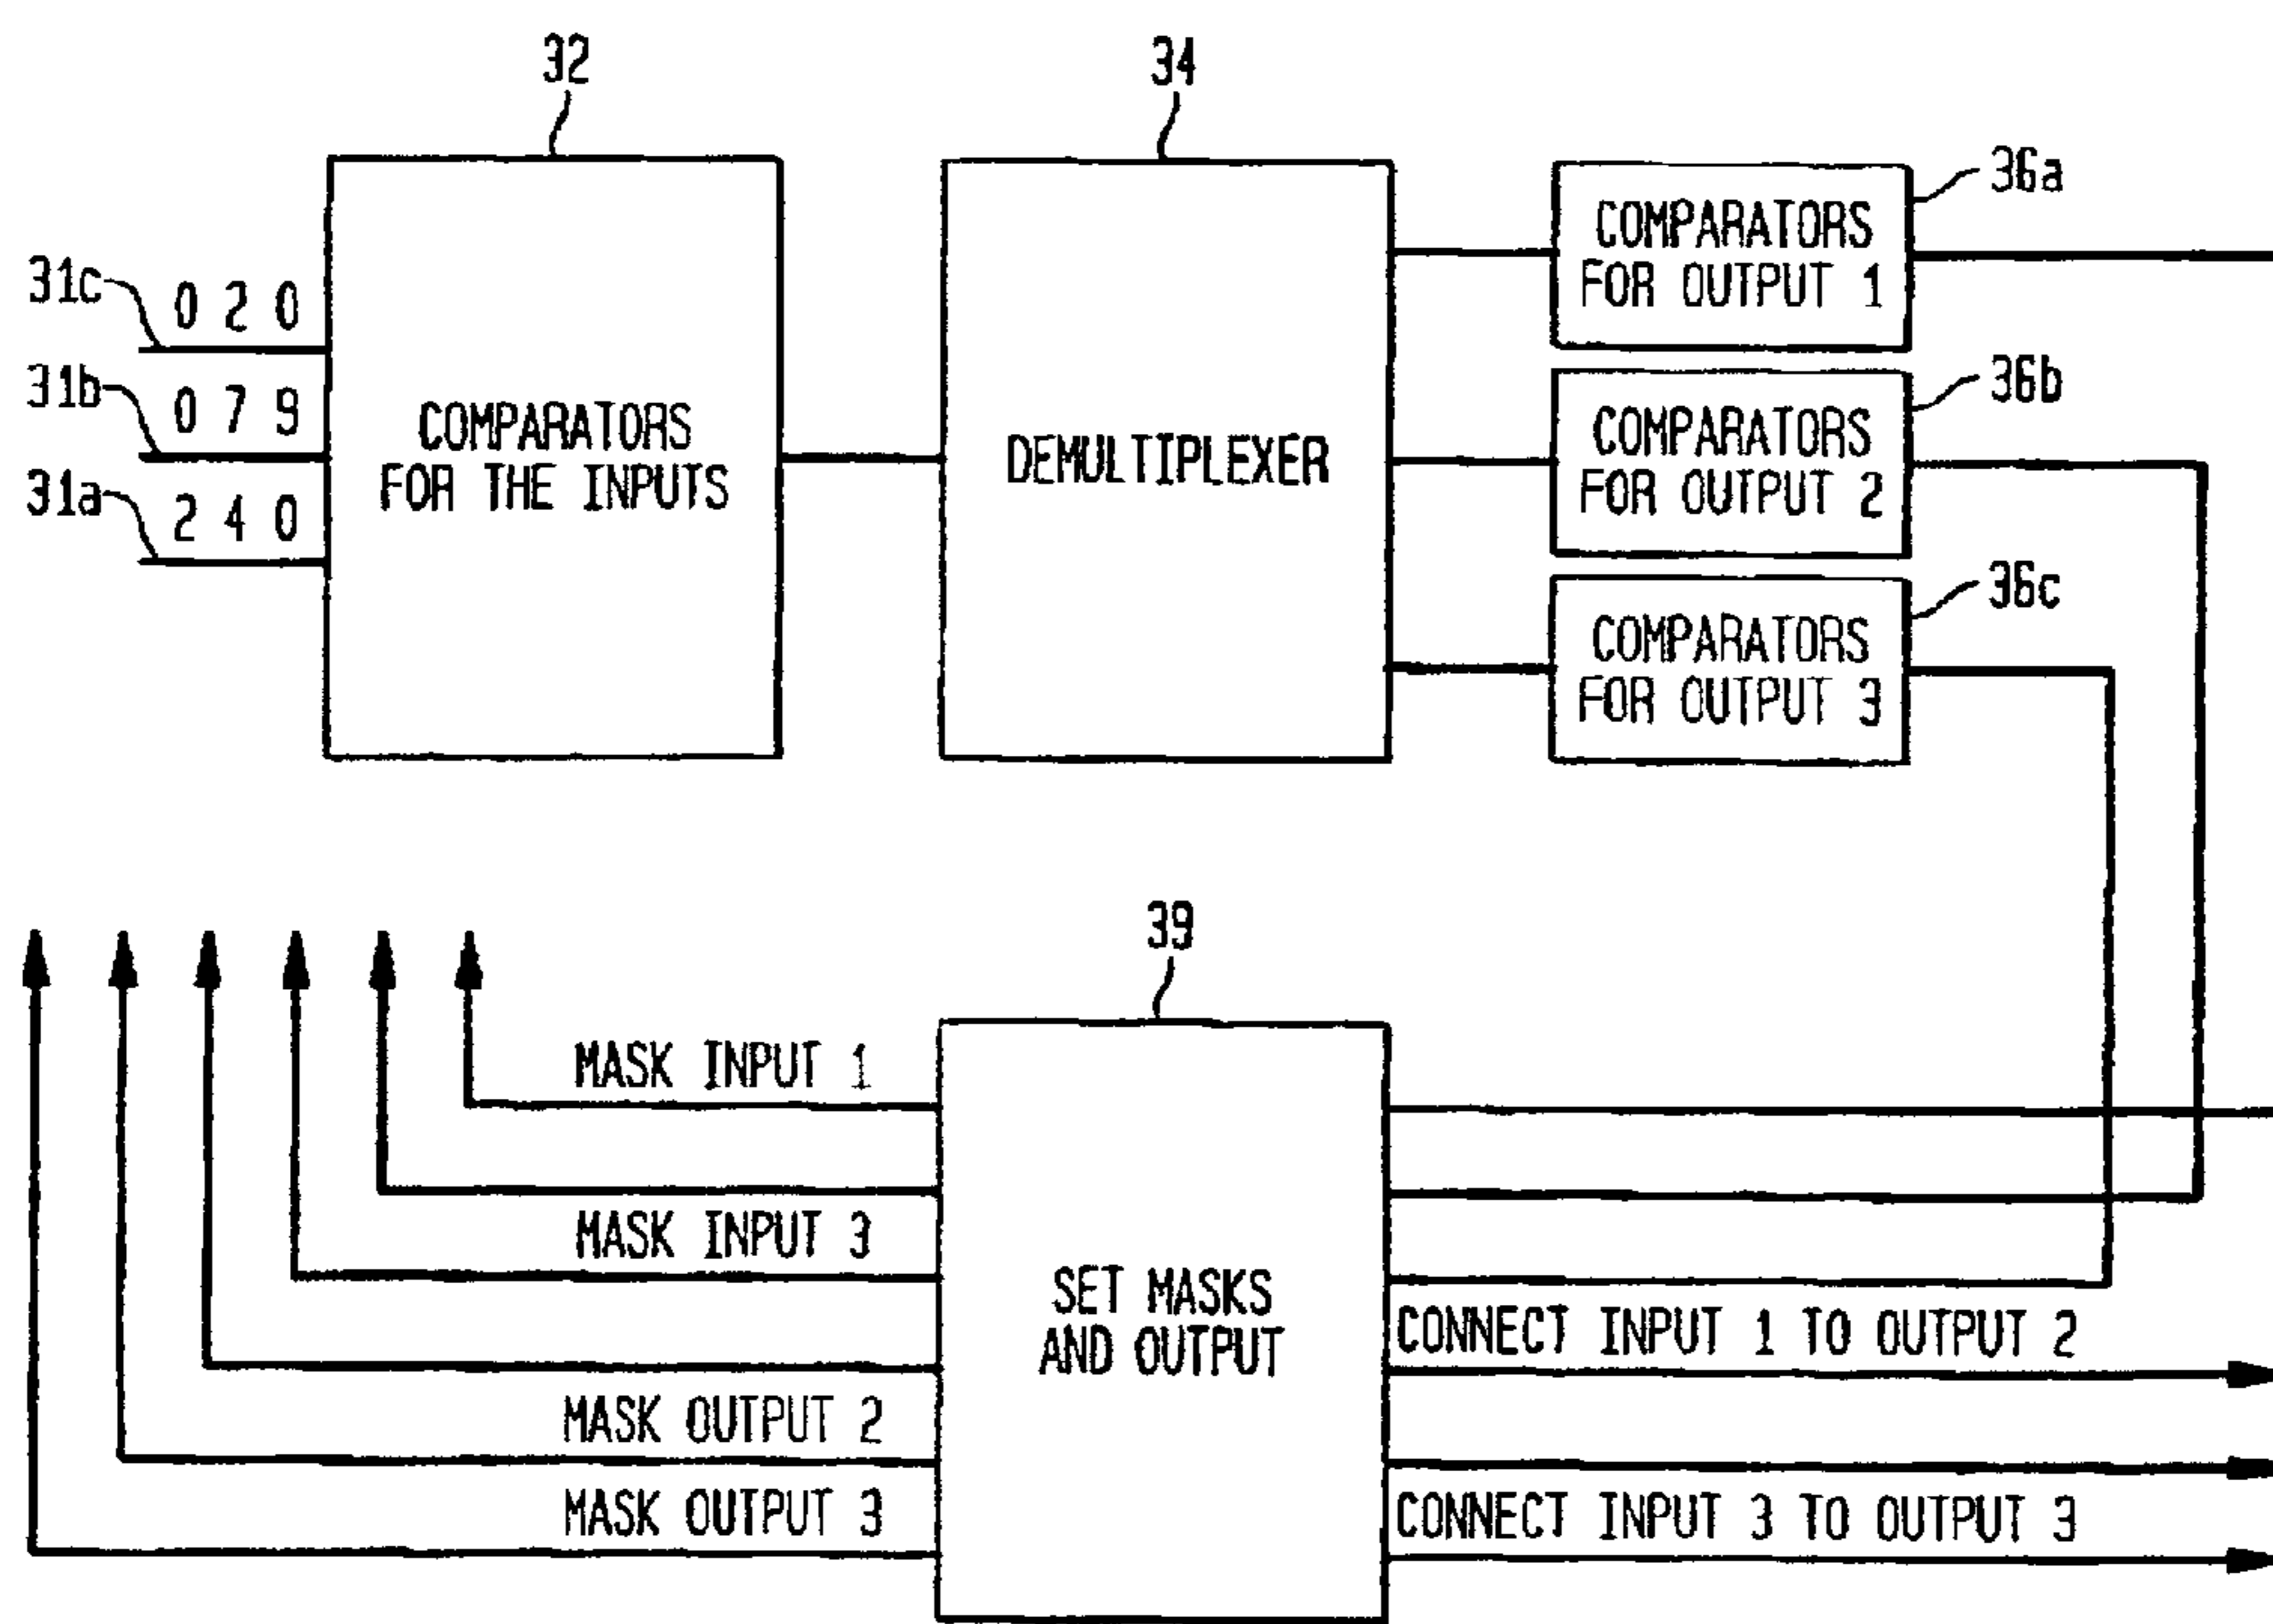 32
34
36a
COMPARATORS
FOR OUTPUT 1
31c
0 2 0
31b
0 7 9
31a
2 4 0
COMPARATORS
FOR THE INPUTS
DEMULTIPLEXER
36b
COMPARATORS
FOR OUTPUT 2
36c
COMPARATORS
FOR OUTPUT 3
39
MASK INPUT 1
MASK INPUT 3
SET MASKS
AND OUTPUT
CONNECT INPUT 1 TO OUTPUT 2
MASK OUTPUT 2
MASK OUTPUT 3
CONNECT INPUT 3 TO OUTPUT 3